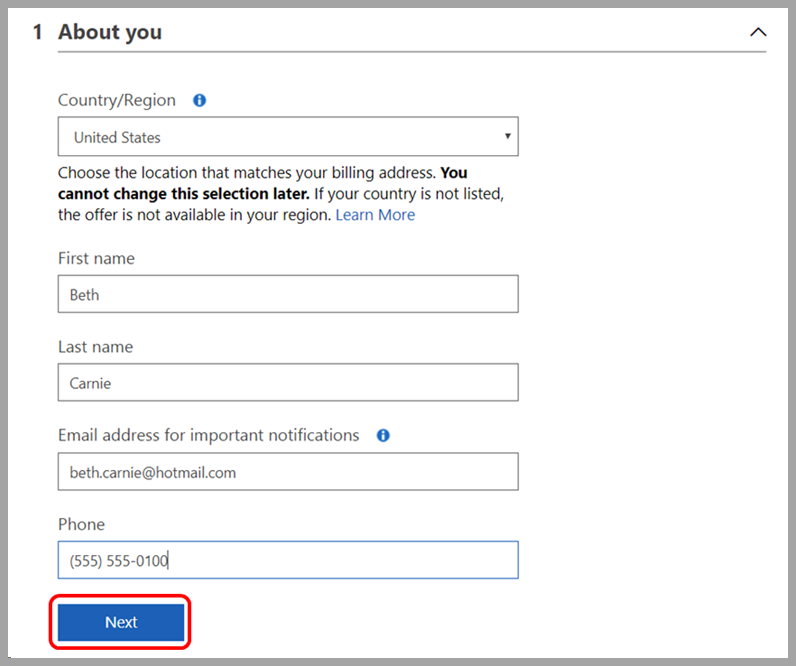 1 About you
Country/Region
United States
Choose the location that matches your billing address. You
cannot change this selection later. If your country is not listed,
the offer is not available in your region. Learn More
First name
Beth
Last name
Carnie
Email address for important notifications
beth.carnie@hotmail.com
Phone
(555) 555-0100
Next